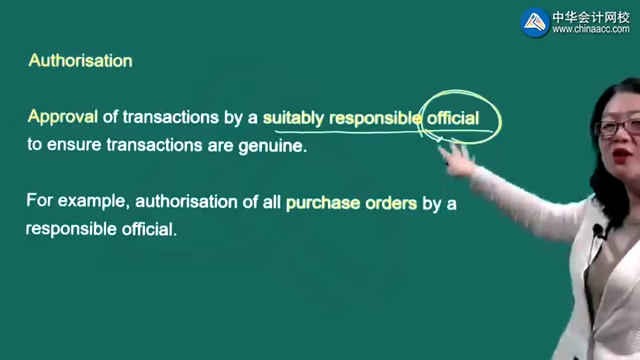 中华会计网校
www.chinaacc.com
Authorisation
Approval of transactions by a suitably responsible official
to ensure transactions are genuine.
For example, authorisation of all purchase orders by a
responsible official.